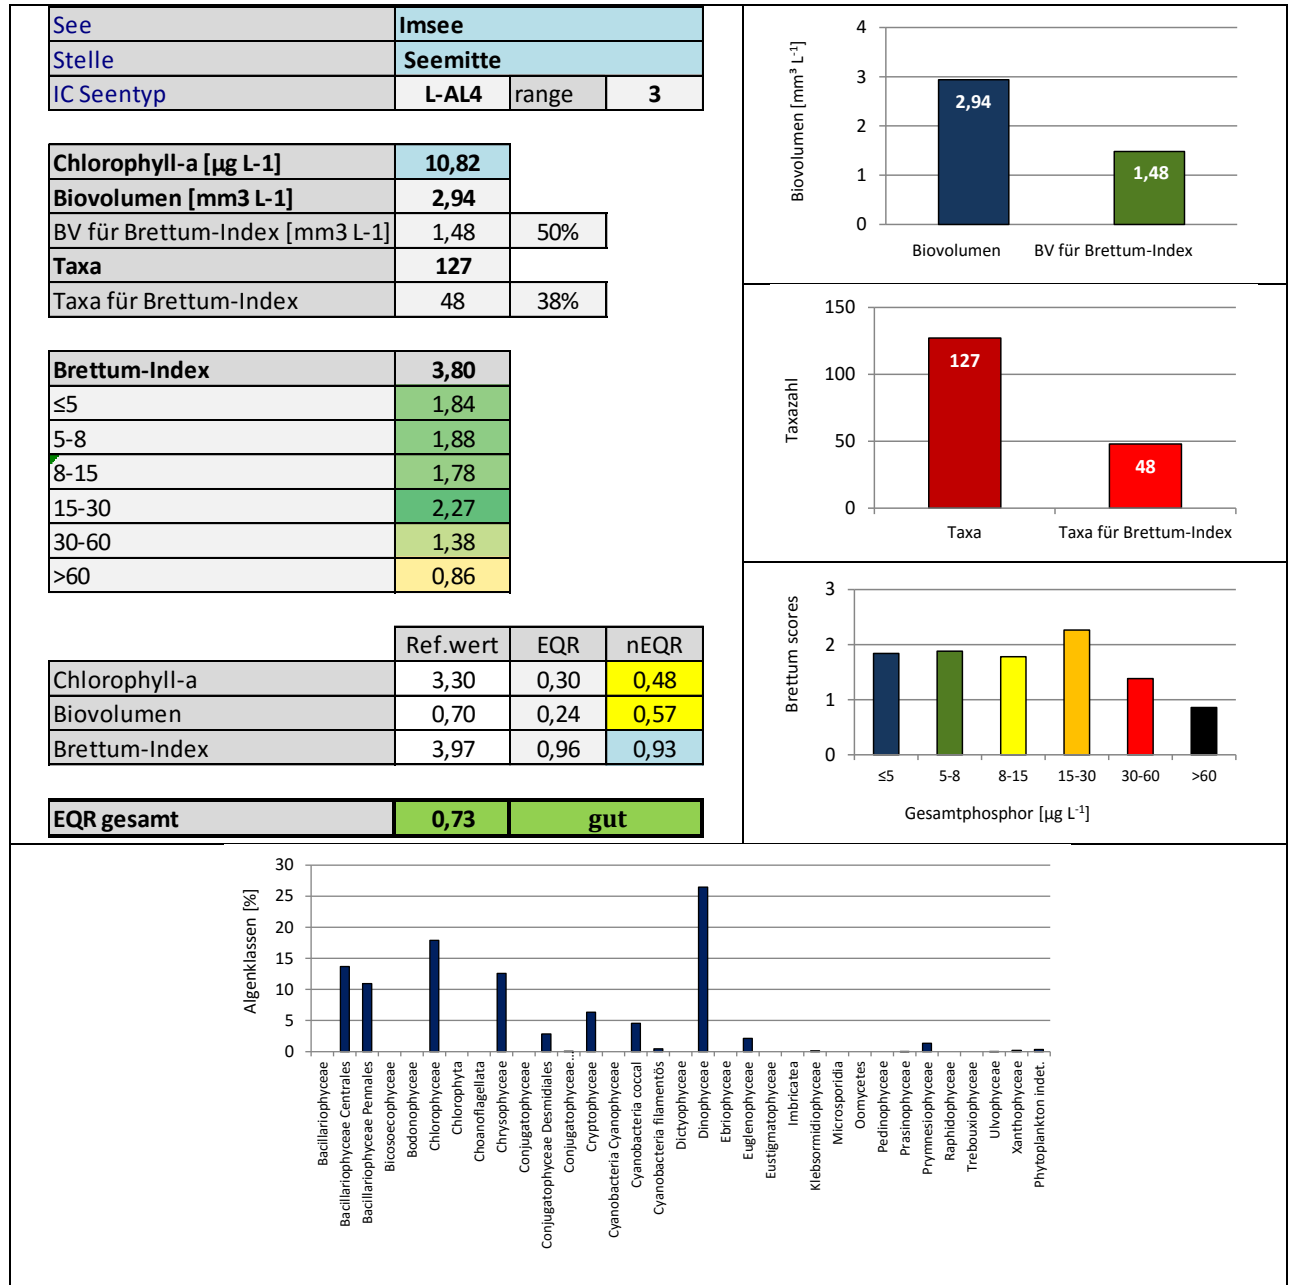 See Imsee
Stelle Seemitte
IC Seentyp L-AL4 range 3
Chlorophyll-a [µg L-1] 10,82
Biovolumen [mm3 L-1] 2,94
BV für Brettum-Index [mm3 L-1] 1,48 50%
Taxa 127
Taxa für Brettum-Index 48 38%
Brettum-Index 3,80
≤5 1,84
5-8 1,88
8-15 1,78
15-30 2,27
30-60 1,38
>60 0,86
Ref.wert EQR nEQR
Chlorophyll-a 3,30 0,30 0,48
Biovolumen 0,70 0,24 0,57
Brettum-Index 3,97 0,96 0,93
EQR gesamt 0,73 gut
Biovolumen [mm³ L-1]
4
3
2
1
0
2,94
1,48
Biovolumen BV für Brettum-Index
Taxazahl
150
100
50
0
127
48
Taxa Taxa für Brettum-Index
Brettum scores
3
2
1
0
≤5 5-8 8-15 15-30 30-60 >60
Gesamtphosphor [µg L-1]
Algenklassen [%]
30
25
20
15
10
5
0
Bacillariophyceae
Bacillariophyceae Centrales
Bacillariophyceae Pennales
Bicosoecophyceae
Bodonophyceae
Chlorophyceae
Chlorophyta
Choanoflagellata
Chrysophyceae
Conjugatophyceae
Conjugatophyceae Desmidiales
Conjugatophyceae...
Cryptophyceae
Cyanobacteria Cyanophyceae
Cyanobacteria coccal
Cyanobacteria filamentös
Dictyophyceae
Dinophyceae
Ebriophyceae
Euglenophyceae
Eustigmatophyceae
Imbricatea
Klebsormidiophyceae
Microsporidia
Oomycetes
Pedinophyceae
Prasinophyceae
Prymnesiophyceae
Raphidophyceae
Trebouxiophyceae
Ulvophyceae
Xanthophyceae
Phytoplankton indet.